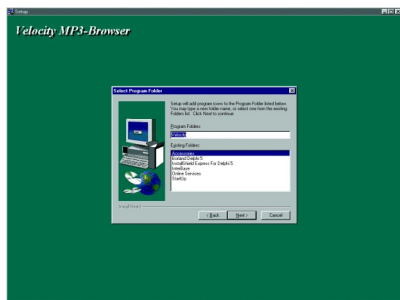 Setup
Velocity MP3-Browser
Select Program Folder
Setup will add program icons to the Program Folder listed below.
You may type a new folder name, or select one from the existing
Folders list. Click Next to continue.
Program Folders:
Velocity
Existing Folders:
Accessories
Borland Delphi 5
InstallShield Express For Delphi 5
InterBase
Online Services
StartUp
InstallShield
< Back
Next >
Cancel